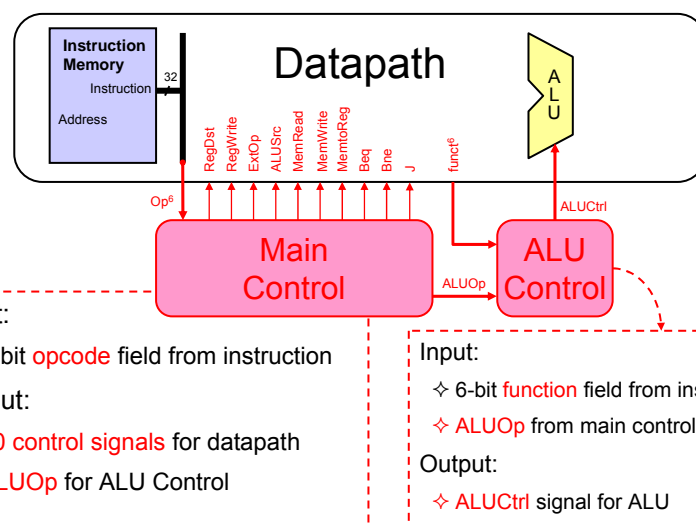 Instruction
Memory
Instruction
Address
32
Datapath
A
L
U
RegDst
RegWrite
ExtOp
ALUSrc
MemRead
MemWrite
MemtoReg
Beq
Bne
J
funct6
Op6
ALUCtrl
Main
Control
ALUOp
ALU
Control
t:
bit opcode field from instruction
ut:
0 control signals for datapath
LUOp for ALU Control
Input:
✧ 6-bit function field from ins
✧ ALUOp from main control
Output:
✧ ALUCtrl signal for ALU